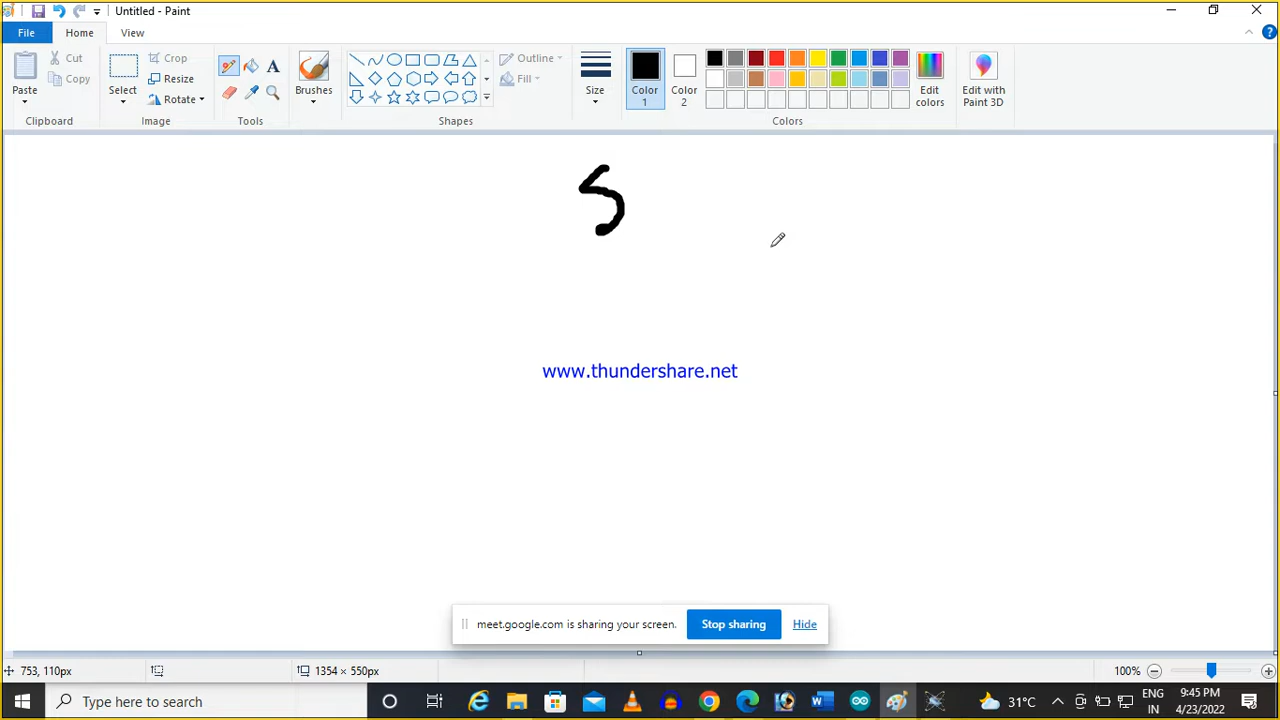 Untitled - Paint
File Home View
Paste
Cut
Copy
Clipboard
Select
Crop
Resize
Rotate
Image
Tools
Brushes
Shapes
Outline
Fill
Size
Color 1
Color 2
Colors
Edit colors
Edit with Paint 3D
www.thundershare.net
meet.google.com is sharing your screen. Stop sharing Hide
753, 110px
1354 × 550px
100%
Type here to search
31°C
ENG
IN
9:45 PM
4/23/2022